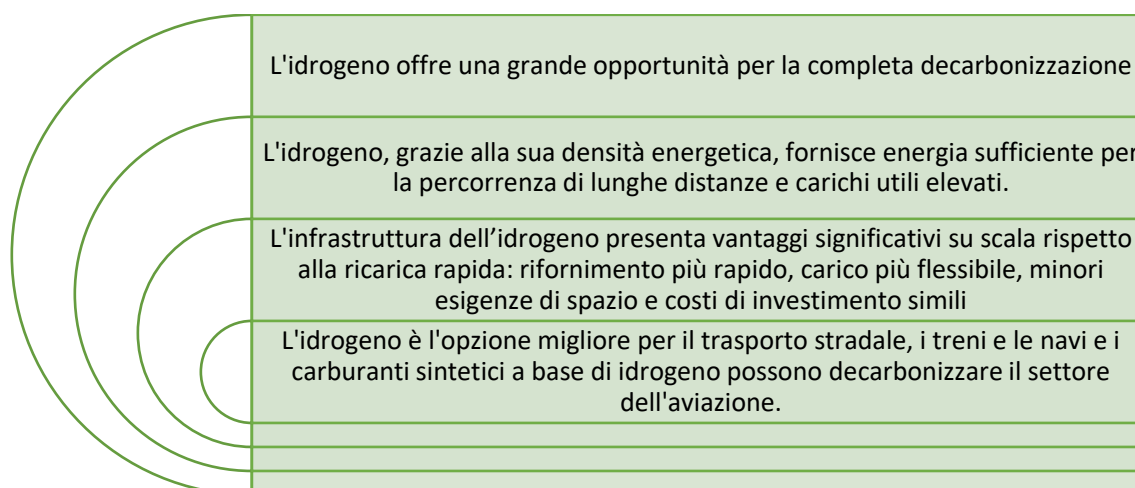 L'idrogeno offre una grande opportunità per la completa decarbonizzazione
L'idrogeno, grazie alla sua densità energetica, fornisce energia sufficiente per
la percorrenza di lunghe distanze e carichi utili elevati.
L'infrastruttura dell’idrogeno presenta vantaggi significativi su scala rispetto
alla ricarica rapida: rifornimento più rapido, carico più flessibile, minori
esigenze di spazio e costi di investimento simili
L'idrogeno è l'opzione migliore per il trasporto stradale, i treni e le navi e i
carburanti sintetici a base di idrogeno possono decarbonizzare il settore
dell'aviazione.